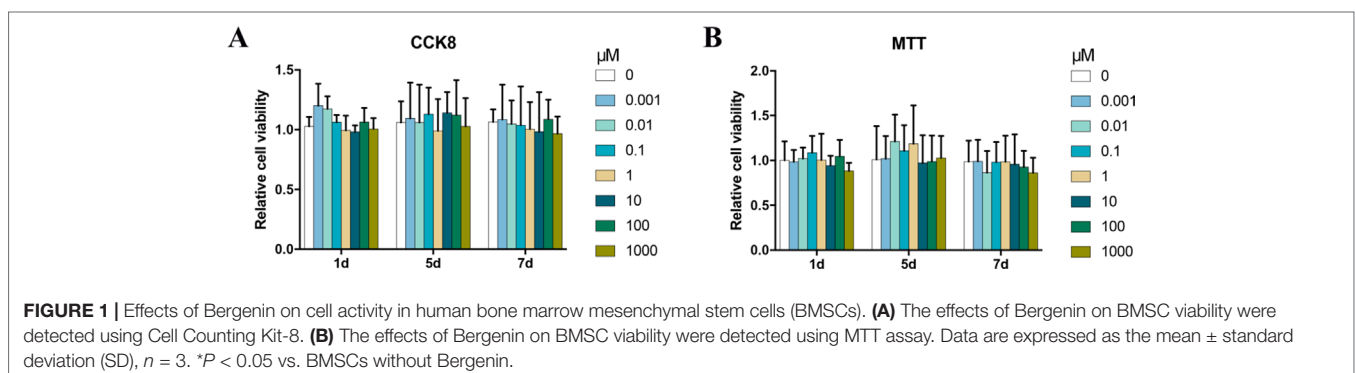 A
CCK8
Relative cell viability
1.5
1.0
0.5
0.0
1d 5d 7d
µM
0
0.001
0.01
0.1
1
10
100
1000
B
MTT
Relative cell viability
2.0
1.5
1.0
0.5
0.0
1d 5d 7d
µM
0
0.001
0.01
0.1
1
10
100
1000
FIGURE 1 | Effects of Bergenin on cell activity in human bone marrow mesenchymal stem cells (BMSCs). (A) The effects of Bergenin on BMSC viability were
detected using Cell Counting Kit-8. (B) The effects of Bergenin on BMSC viability were detected using MTT assay. Data are expressed as the mean ± standard
deviation (SD), n = 3. *P < 0.05 vs. BMSCs without Bergenin.